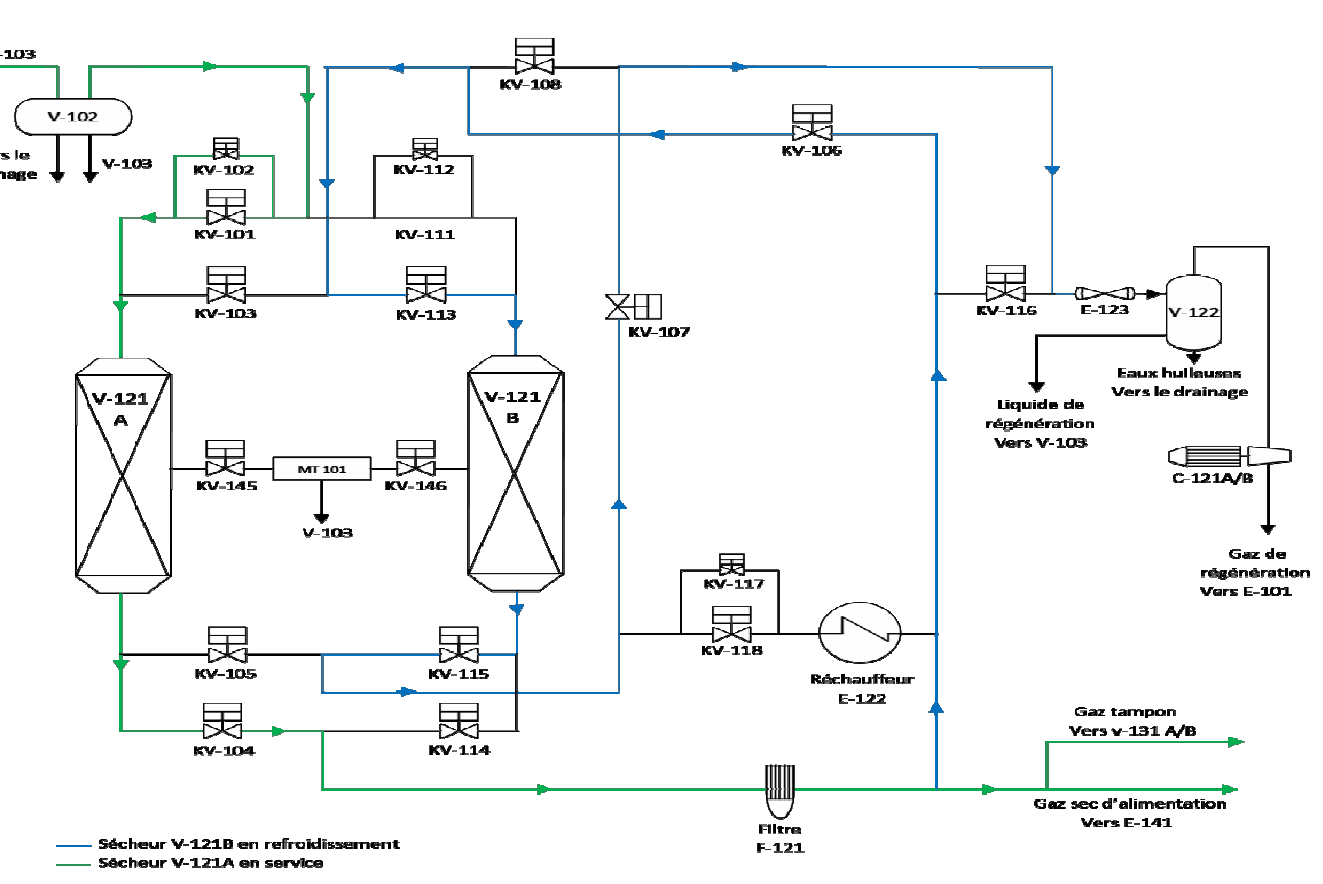 -103
KV-108
V-102
KV-106
s le
nage
V-103
KV-102
KV-112
KV-101
KV-111
KV-103
KV-113
KV-107
KV-116
E-123
V-122
Eaux huileuses
Vers le drainage
Liquide de
régénération
Vers V-103
V-121
A
V-121
B
KV-145
MT 101
KV-146
V-103
C-121A/B
Gaz de
régénération
Vers E-101
KV-117
KV-118
Réchauffeur
E-122
KV-105
KV-115
KV-104
KV-114
Gaz tampon
Vers v-131 A/B
Gaz sec d'alimentation
Vers E-141
Filtre
F-121
Sécheur V-121B en refroidissement
Sécheur V-121A en service